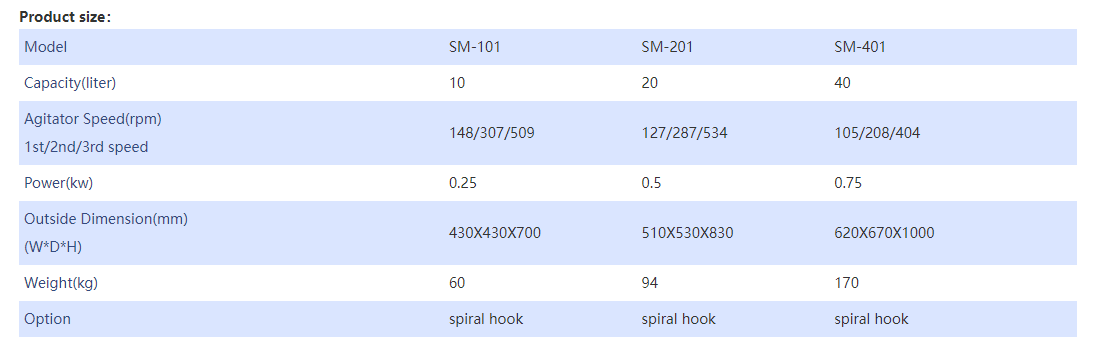 Product size:
Model SM-101 SM-201 SM-401
Capacity(liter) 10 20 40
Agitator Speed(rpm)
1st/2nd/3rd speed 148/307/509 127/287/534 105/208/404
Power(kw) 0.25 0.5 0.75
Outside Dimension(mm)
(W*D*H) 430X430X700 510X530X830 620X670X1000
Weight(kg) 60 94 170
Option spiral hook spiral hook spiral hook